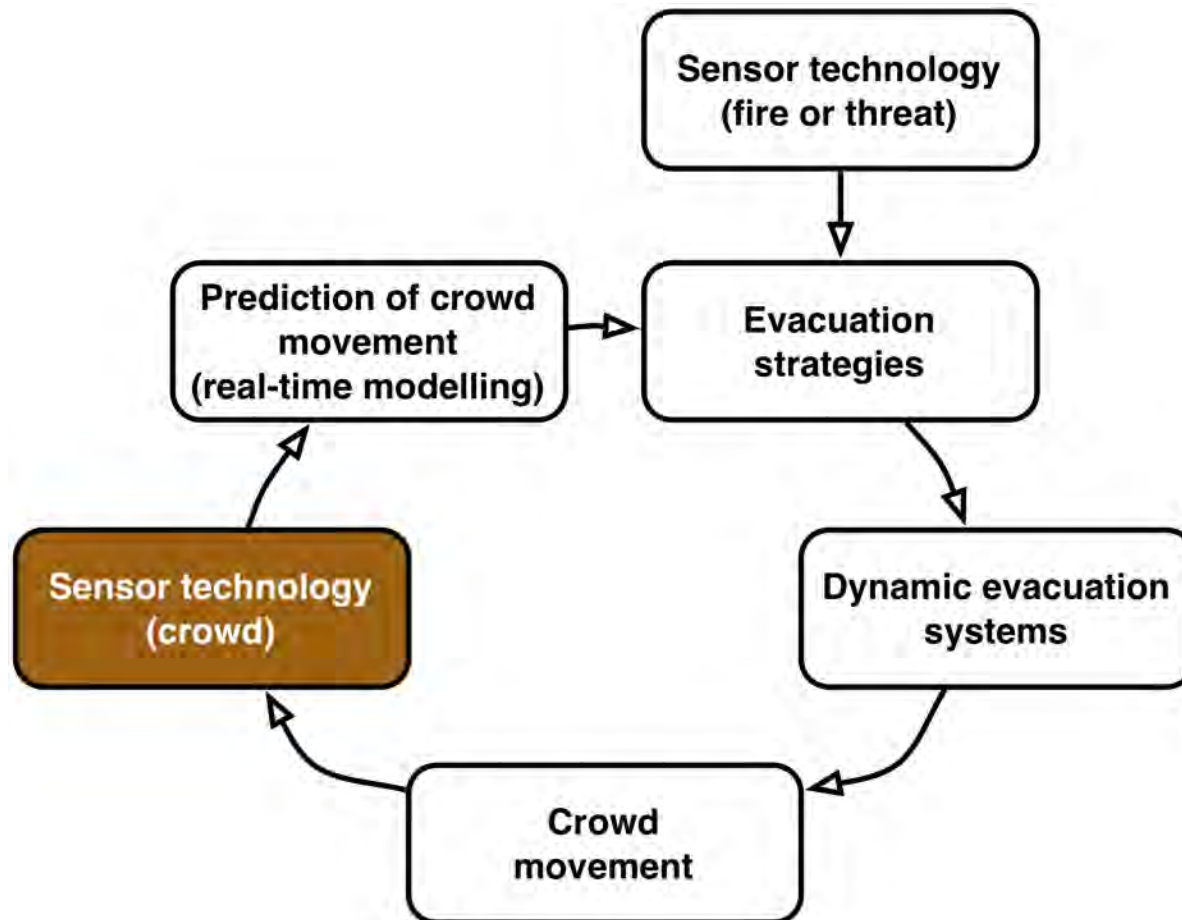 Sensor technology
(fire or threat)
Prediction of crowd
movement
(real-time modelling)
Evacuation
strategies
Sensor technology
(crowd)
Dynamic evacuation
systems
Crowd
movement